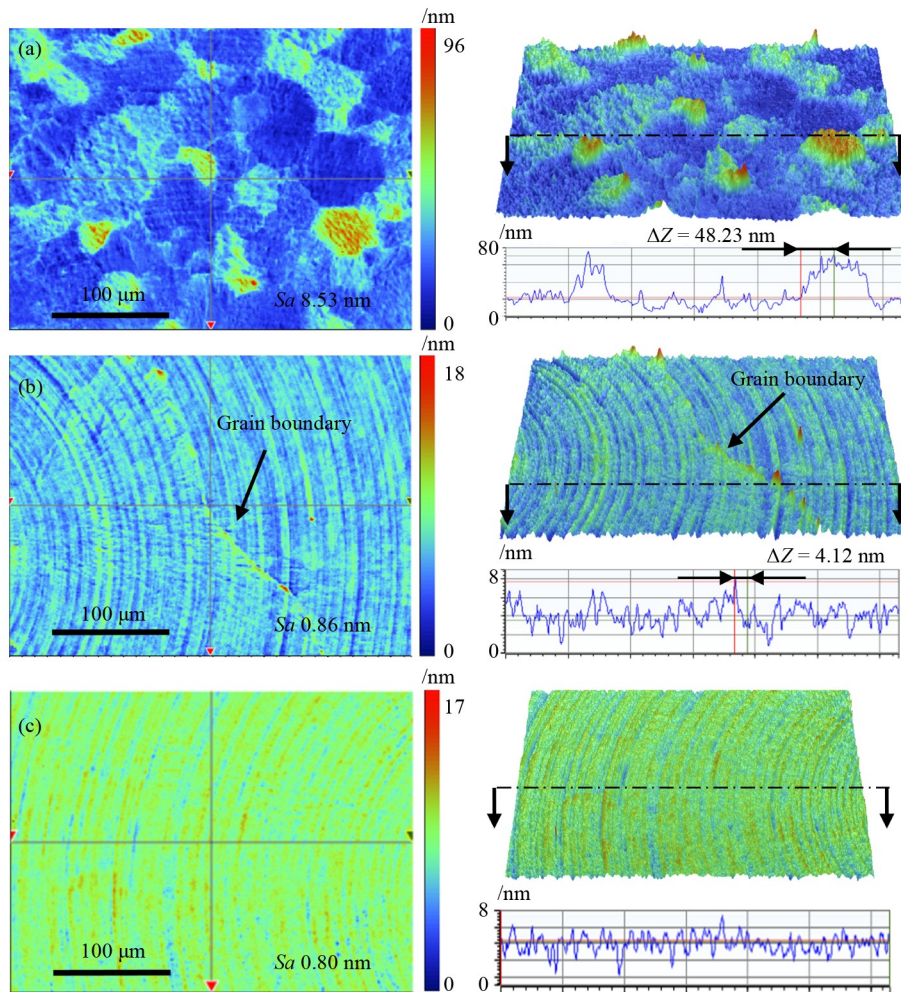 /nm
(a)
96
100 μm
Sa 8.53 nm
0
/nm
ΔZ = 48.23 nm
80
0
/nm
(b)
18
Grain boundary
100 μm
Sa 0.86 nm
0
Grain boundary
/nm
ΔZ = 4.12 nm
8
0
/nm
(c)
17
100 μm
Sa 0.80 nm
0
/nm
8
0